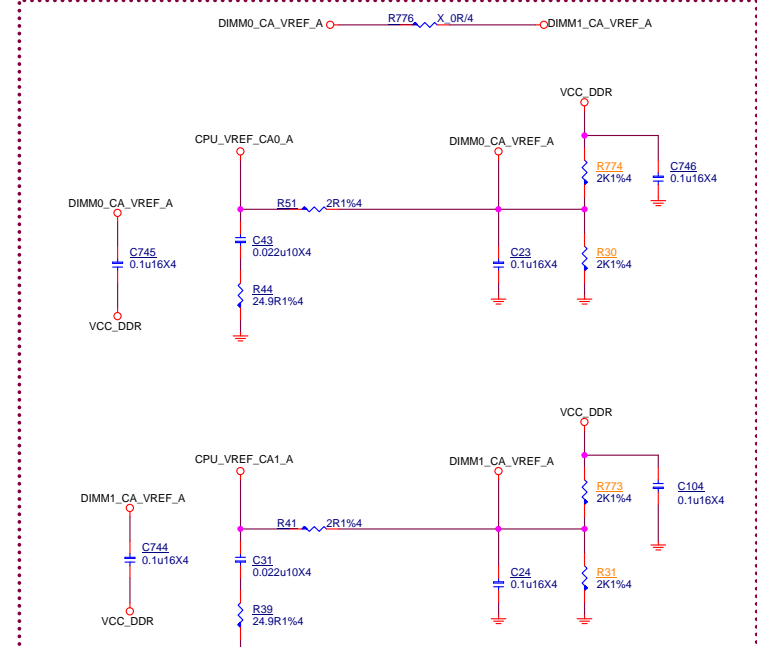 DIMM0_CA_VREF_A
R776
X_0R/4
DIMM1_CA_VREF_A
VCC_DDR
CPU_VREF_CA0_A
DIMM0_CA_VREF_A
R774
2K1%4
C746
0.1u16X4
DIMM0_CA_VREF_A
R51
2R1%4
C745
0.1u16X4
C43
0.022u10X4
C23
0.1u16X4
R30
2K1%4
R44
24.9R1%4
VCC_DDR
VCC_DDR
CPU_VREF_CA1_A
DIMM1_CA_VREF_A
R773
2K1%4
C104
0.1u16X4
DIMM1_CA_VREF_A
R41
2R1%4
C744
0.1u16X4
C31
0.022u10X4
C24
0.1u16X4
R31
2K1%4
R39
24.9R1%4
VCC_DDR